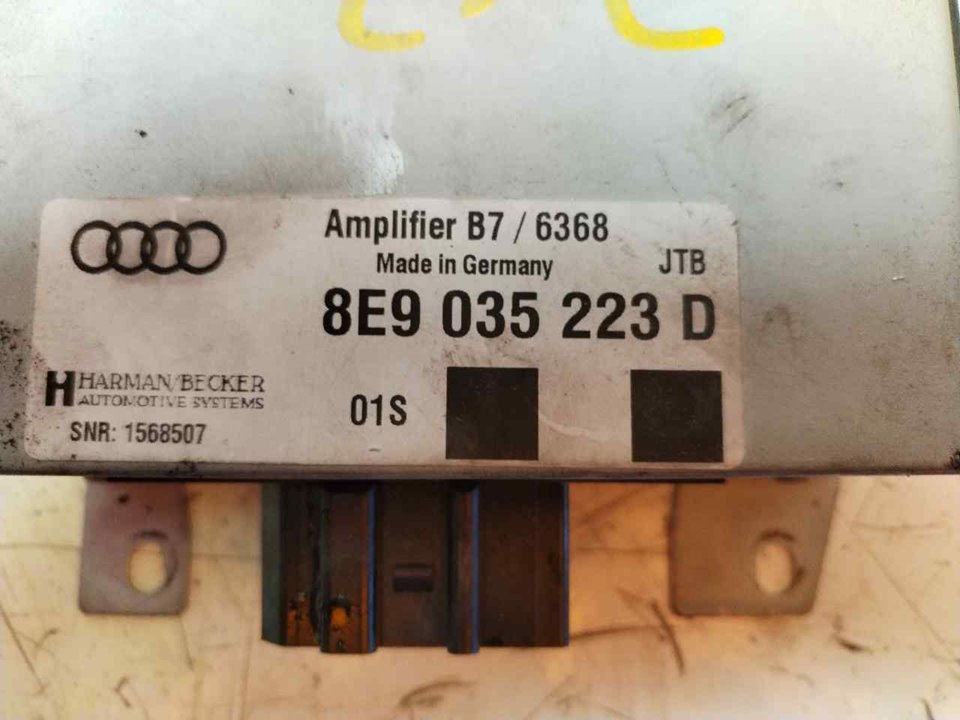 Amplifier B7 / 6368
Made in Germany
JTB
8E9 035 223 D
HARMAN/BECKER
AUTOMOTIVE SYSTEMS
01S
SNR: 1568507